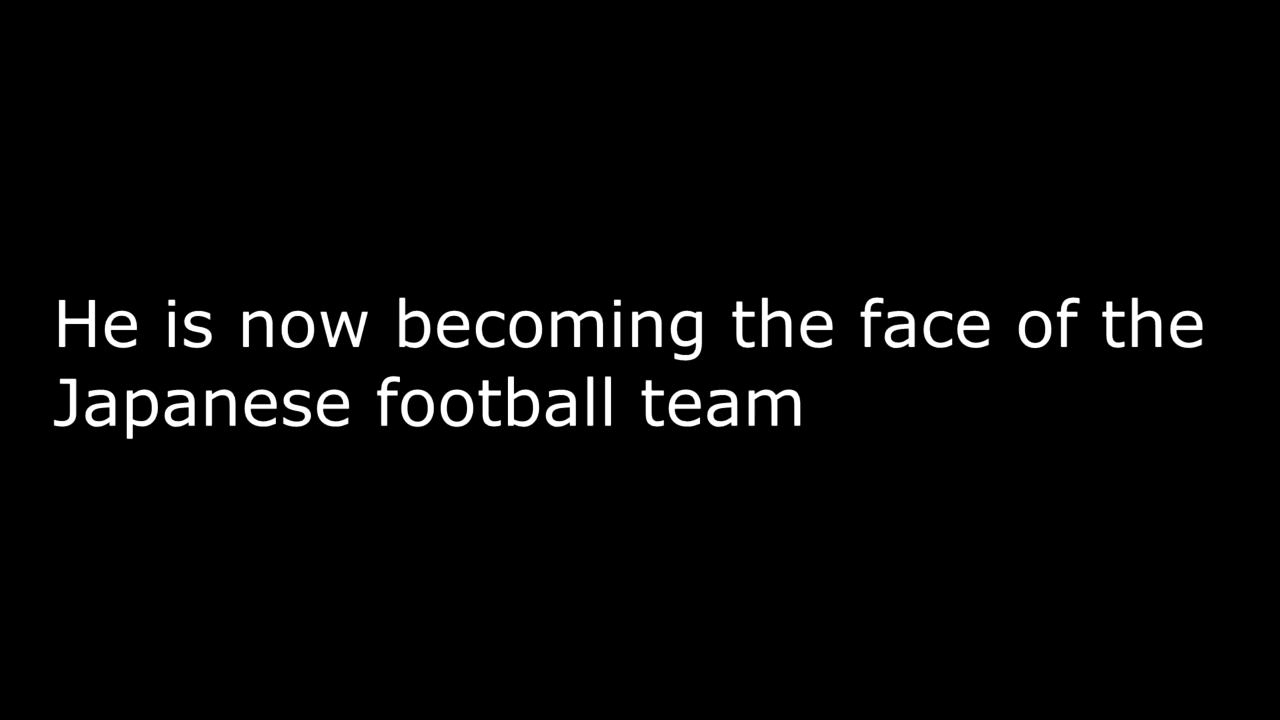 He is now becoming the face of the
Japanese football team